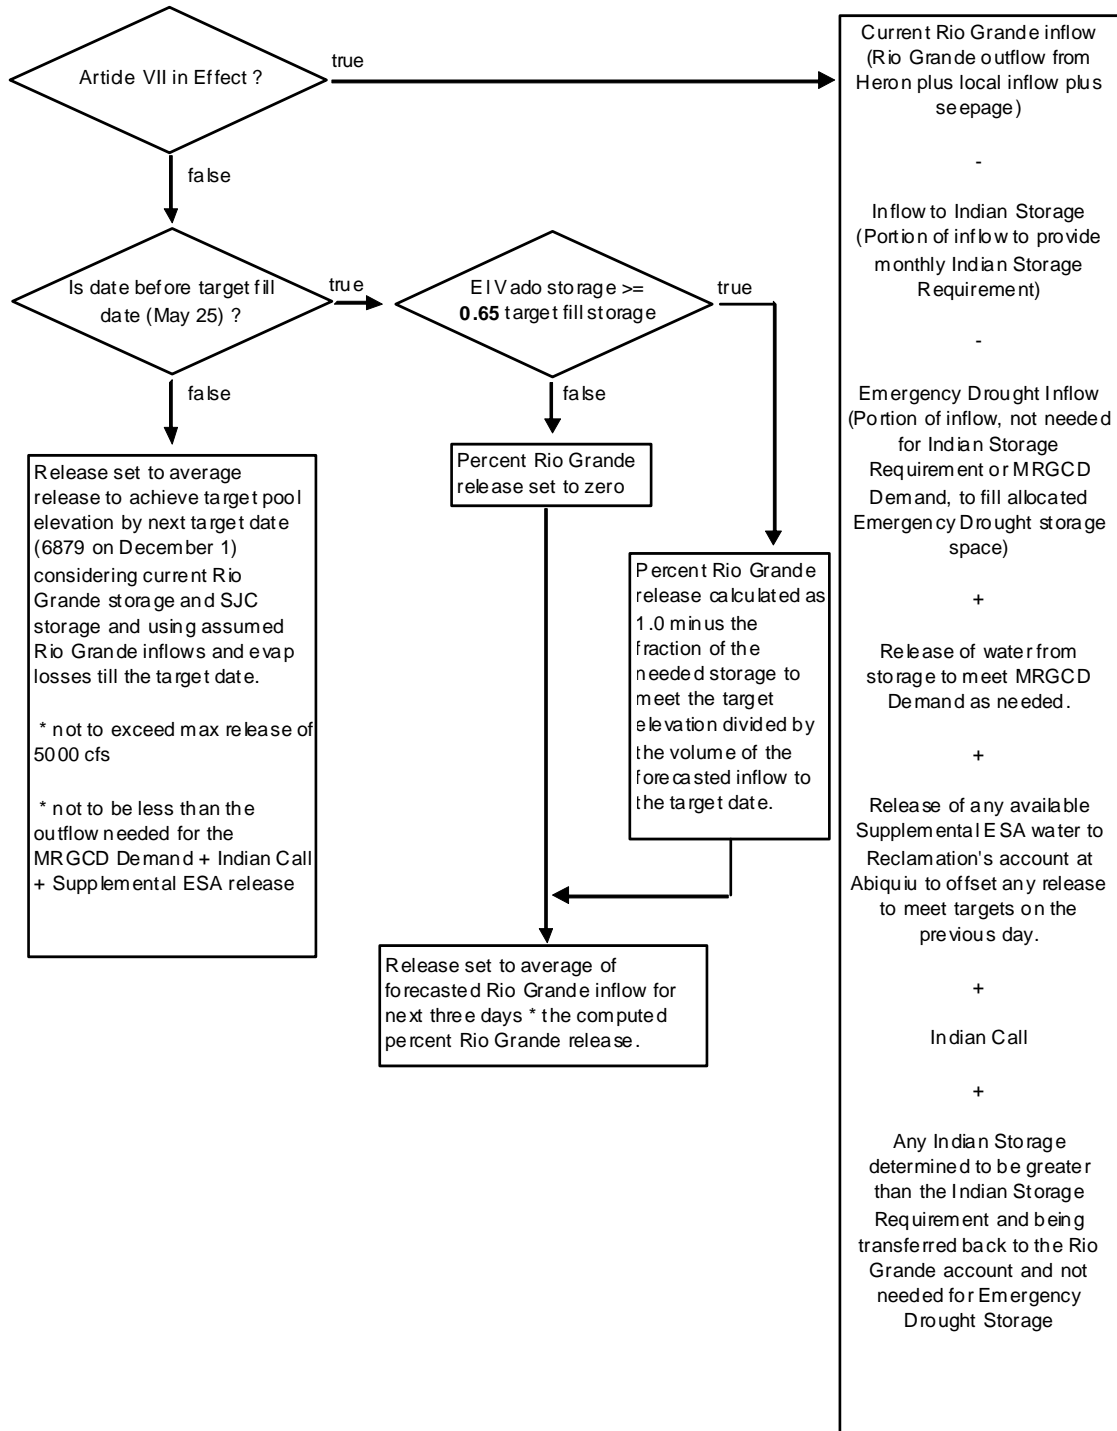 Article VII in Effect ?
true
false
Is date before target fill
date (May 25) ?
true
false
El Vado storage >=
0.65 target fill storage
true
false
Release set to average
release to achieve target pool
elevation by next target date
(6879 on December 1)
considering current Rio
Grande storage and SJC
storage and using assumed
Rio Grande inflows and evap
losses till the target date.
* not to exceed max release of
5000 cfs
* not to be less than the
outflow needed for the
MRGCD Demand + Indian Call
+ Supplemental ESA release
Percent Rio Grande
release set to zero
Percent Rio Grande
release calculated as
1.0 minus the
fraction of the
needed storage to
meet the target
elevation divided by
the volume of the
forecasted inflow to
the target date.
Release set to average of
forecasted Rio Grande inflow for
next three days * the computed
percent Rio Grande release.
Current Rio Grande inflow
(Rio Grande outflow from
Heron plus local inflow plus
seepage)
-
Inflow to Indian Storage
(Portion of inflow to provide
monthly Indian Storage
Requirement)
-
Emergency Drought Inflow
(Portion of inflow, not needed
for Indian Storage
Requirement or MRGCD
Demand, to fill allocated
Emergency Drought storage
space)
+
Release of water from
storage to meet MRGCD
Demand as needed.
+
Release of any available
Supplemental ESA water to
Reclamation's account at
Abiquiu to offset any release
to meet targets on the
previous day.
+
Indian Call
+
Any Indian Storage
determined to be greater
than the Indian Storage
Requirement and being
transferred back to the Rio
Grande account and not
needed for Emergency
Drought Storage